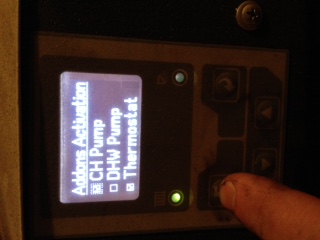 Addons Activation
CH Pump
DHW Pump
Thermostat